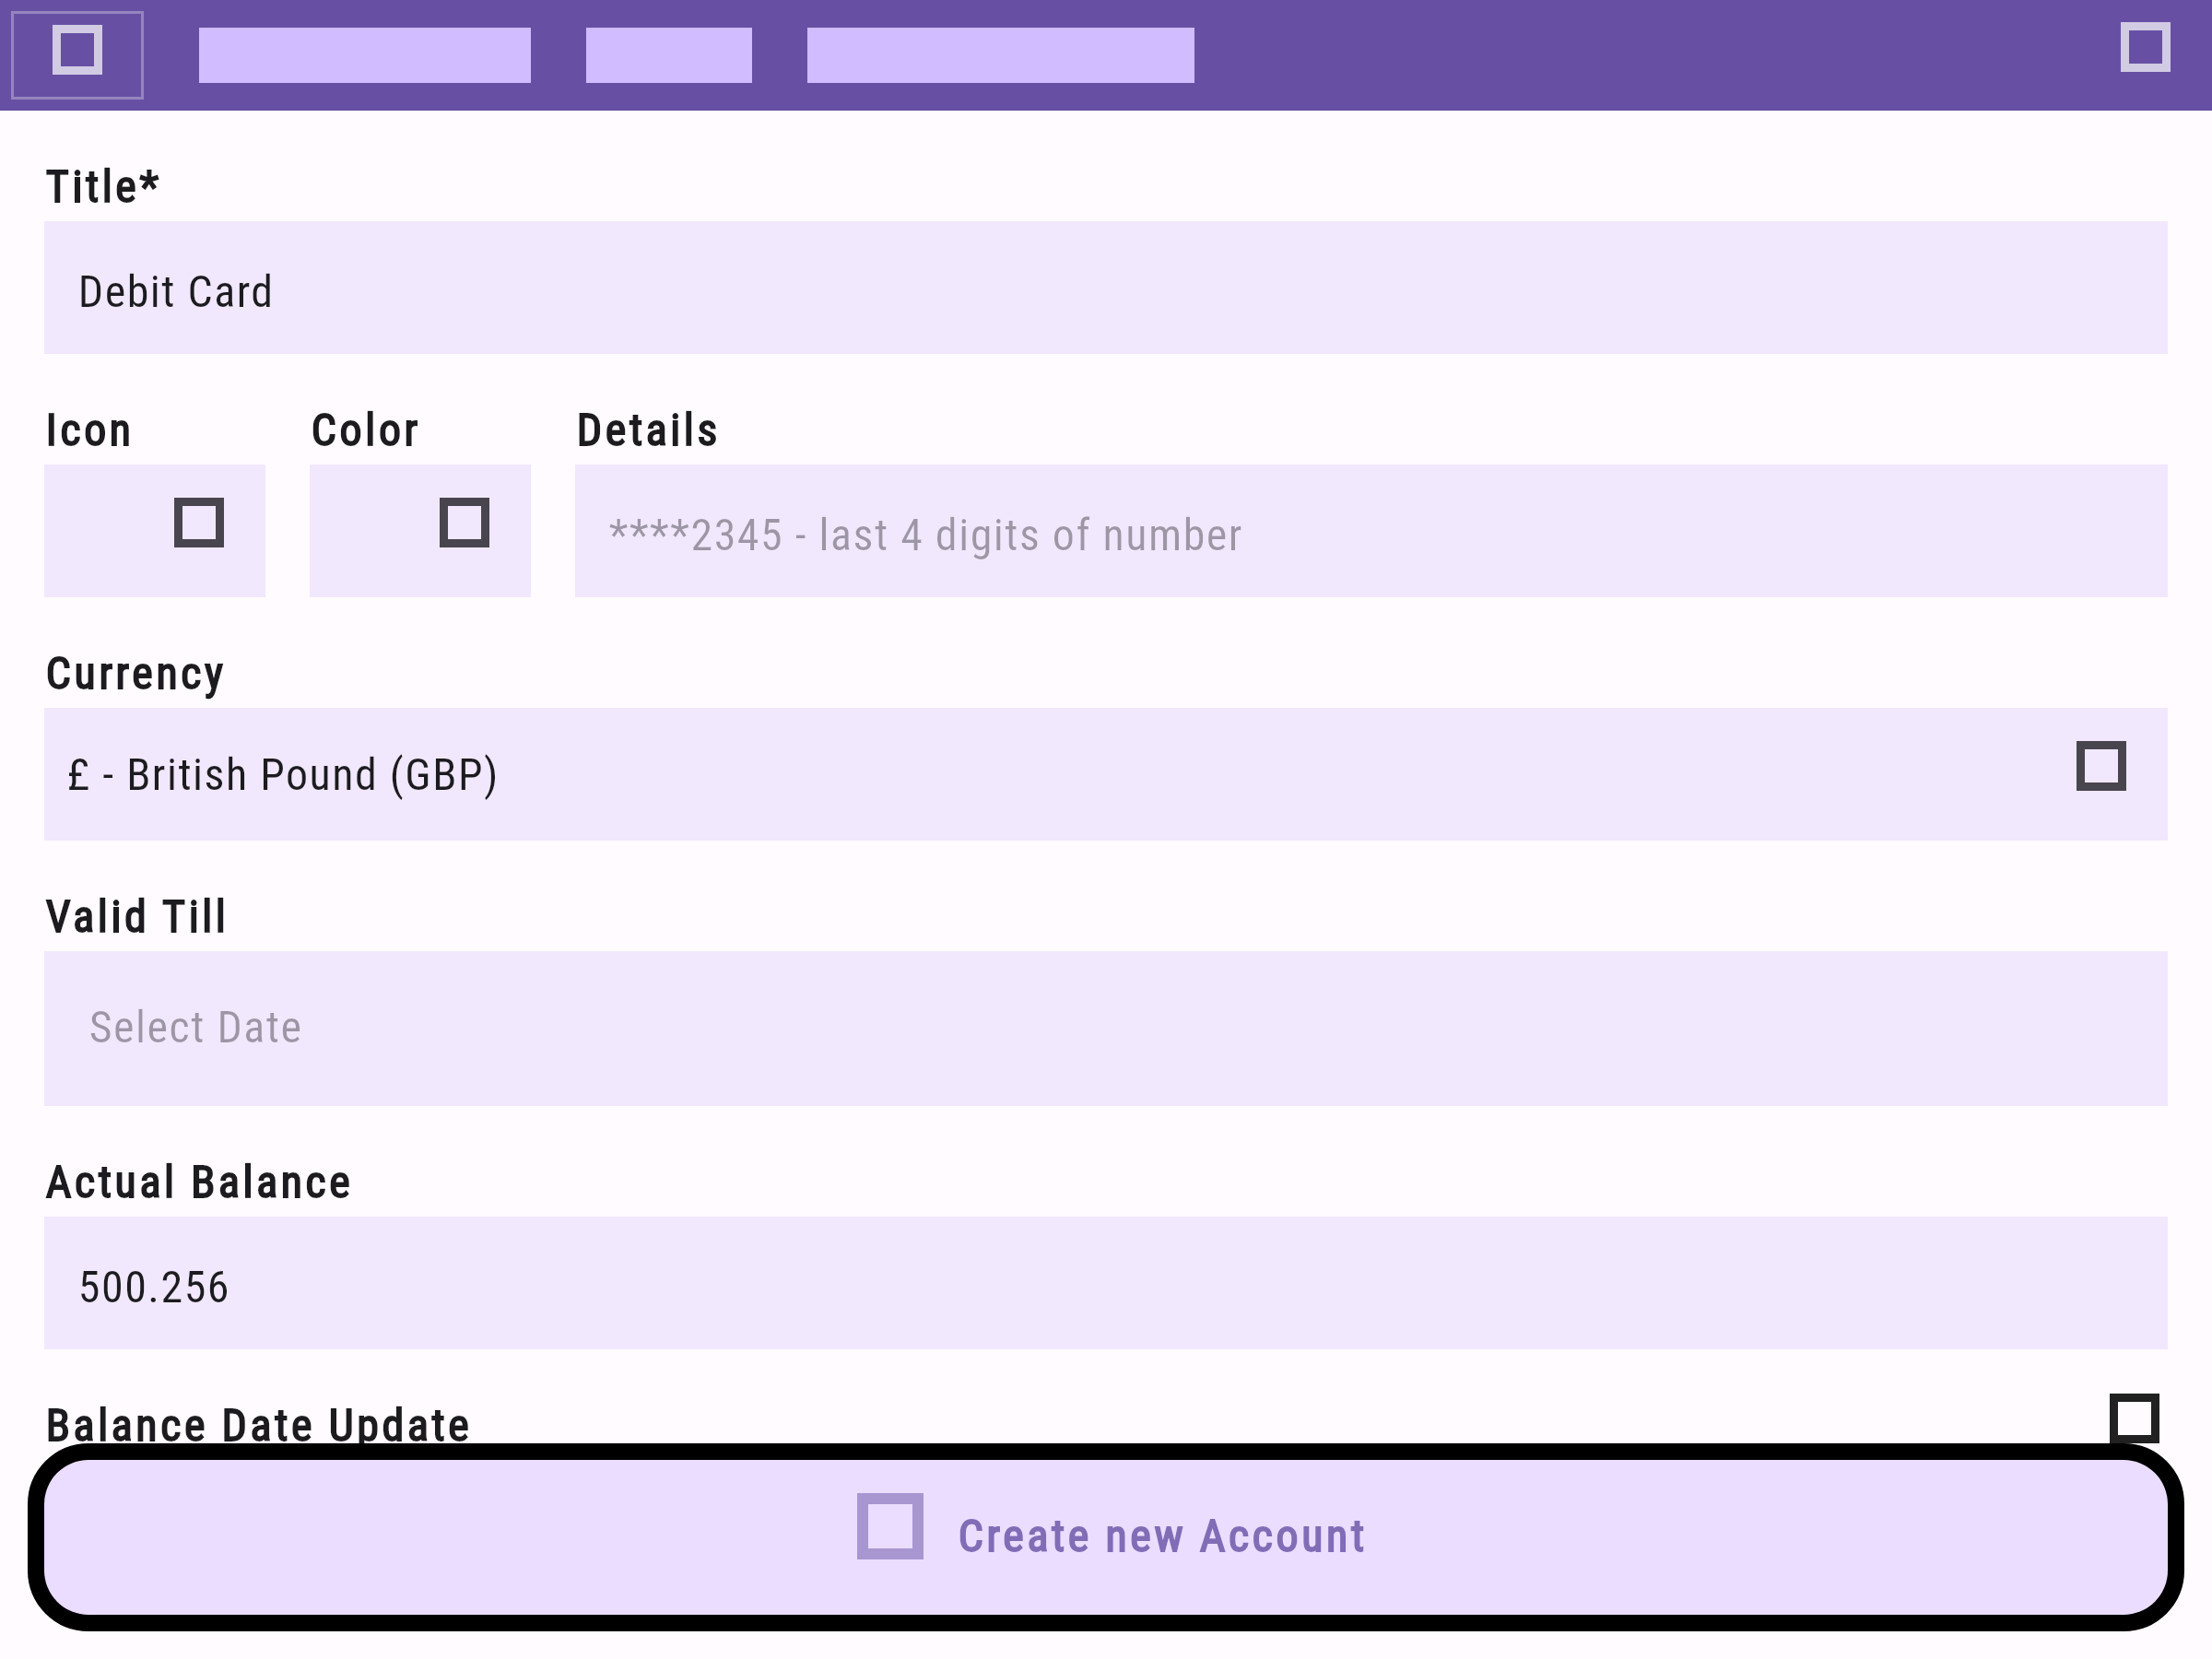 Title*
Debit Card
Icon Color Details
****2345 - last 4 digits of number
Currency
£ - British Pound (GBP)
Valid Till
Select Date
Actual Balance
500.256
Balance Date Update
Create new Account